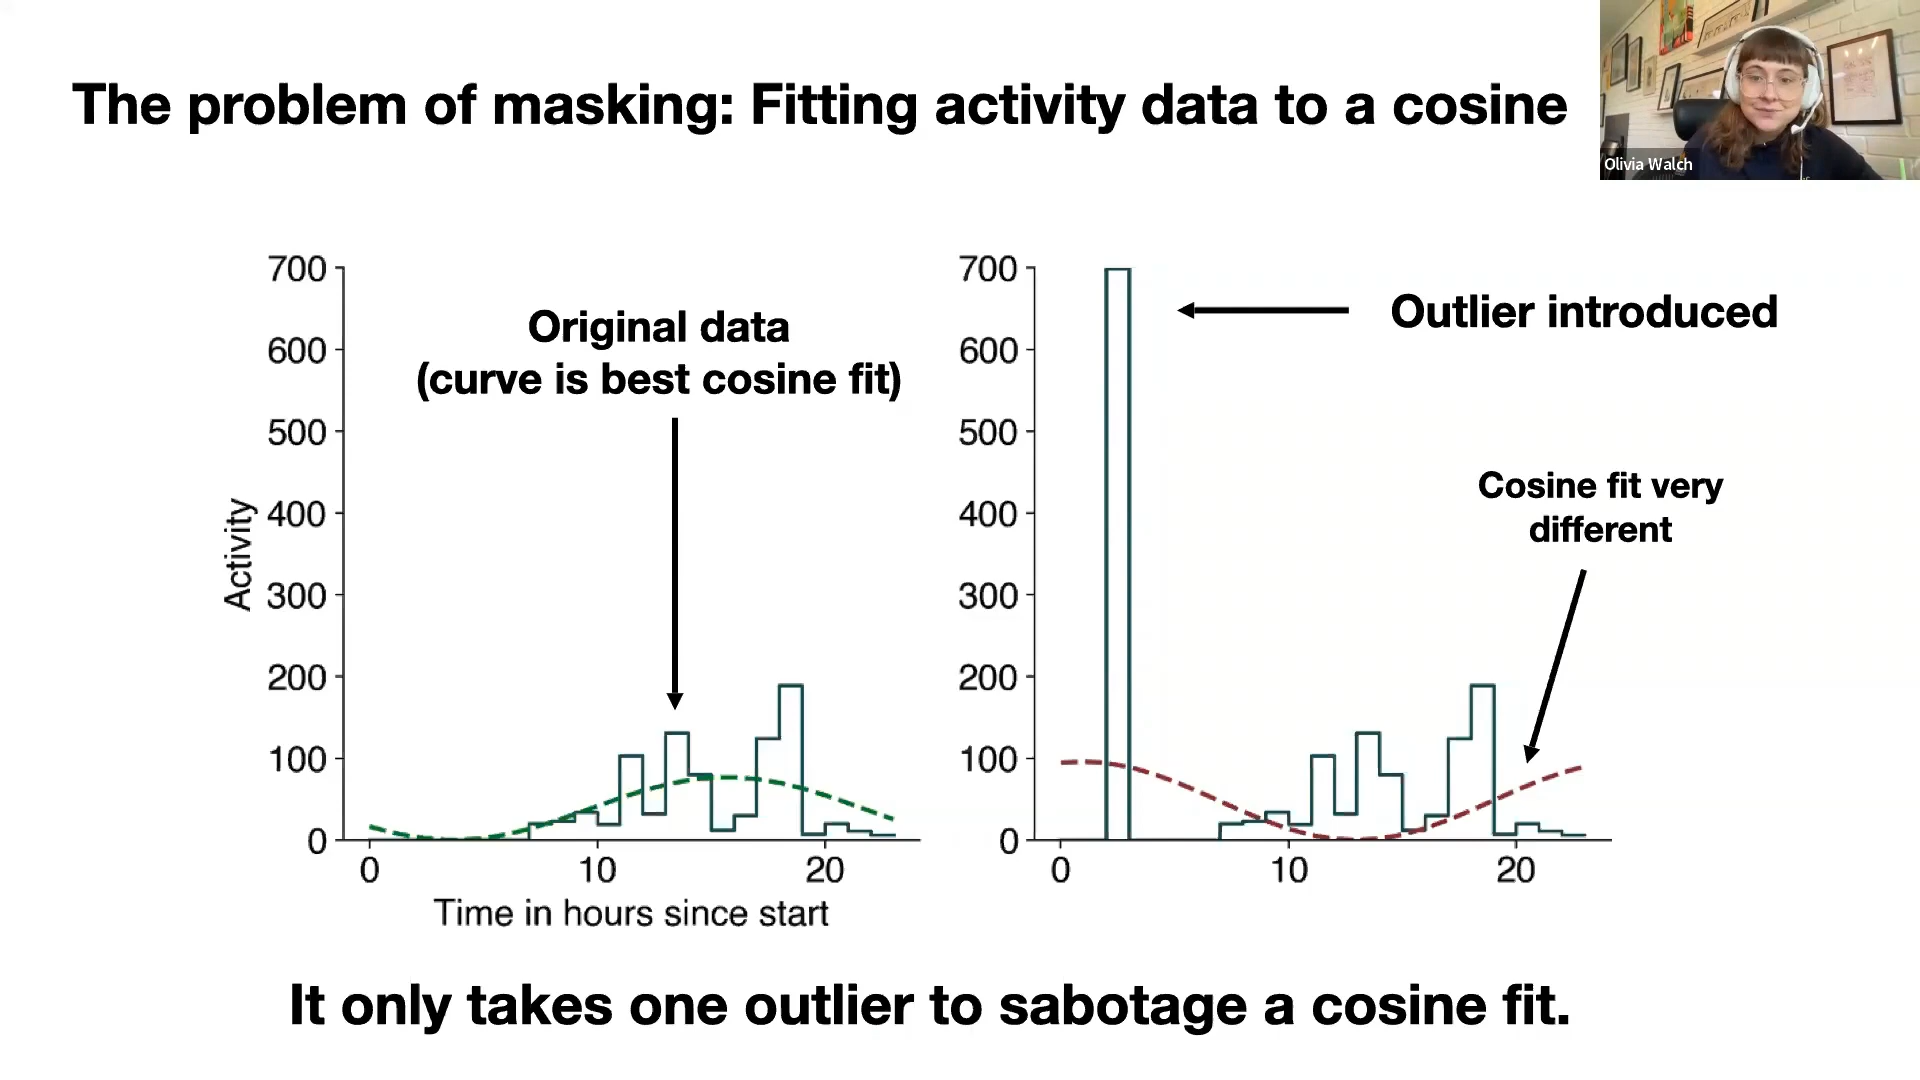 The problem of masking: Fitting activity data to a cosine
Olivia Walch
700
600
500
400
300
200
100
0
Activity
Original data
(curve is best cosine fit)
0 10 20
Time in hours since start
700
600
500
400
300
200
100
0
Outlier introduced
Cosine fit very
different
0 10 20
It only takes one outlier to sabotage a cosine fit.